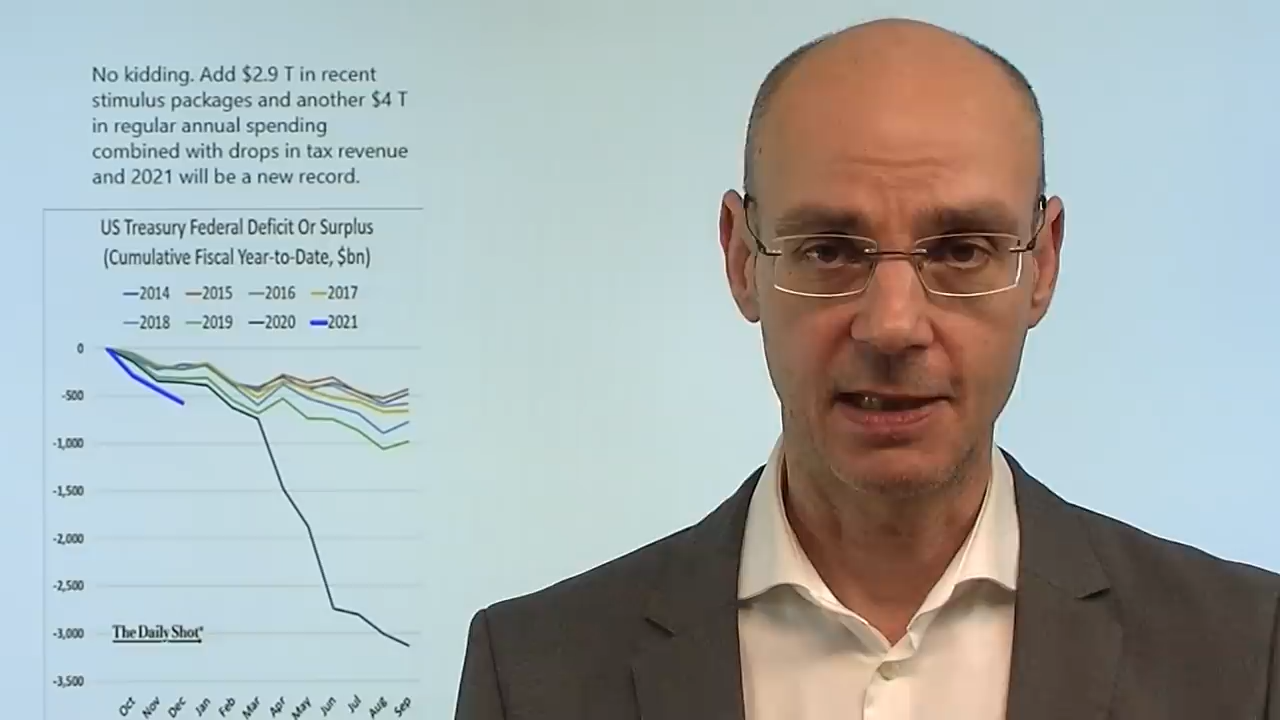 No kidding. Add $2.9 T in recent
stimulus packages and another $4 T
in regular annual spending
combined with drops in tax revenue
and 2021 will be a new record.
US Treasury Federal Deficit Or Surplus
(Cumulative Fiscal Year-to-Date, $bn)
2014 2015 2016 2017
2018 2019 2020 2021
0
-500
-1,000
-1,500
-2,000
-2,500
-3,000
-3,500
The Daily Shot®
Oct Nov Dec Jan Feb Mar Apr May Jun Jul Aug Sep